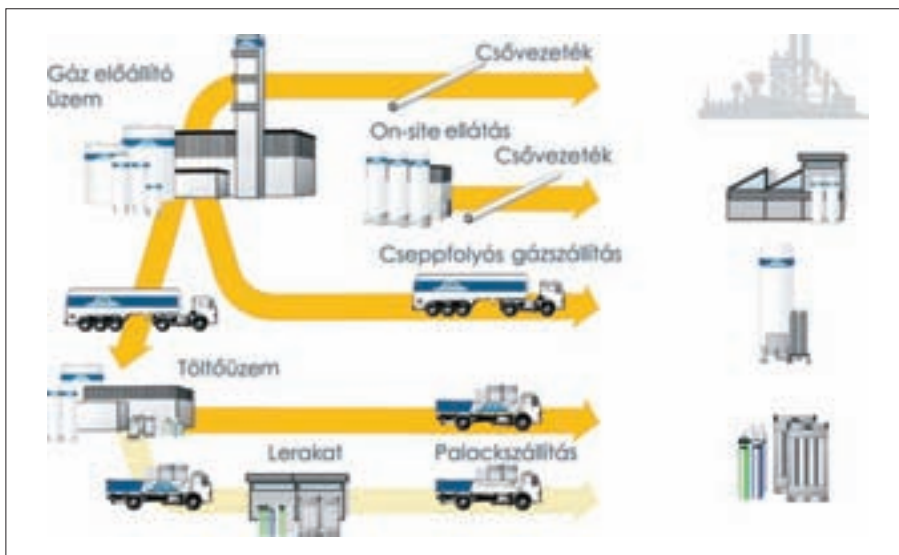 Csővezeték
Gáz előállító
üzem
On-site ellátás
Csővezeték
Cseppfolyós gázszállítás
Töltőüzem
Lerakat
Palackszállítás